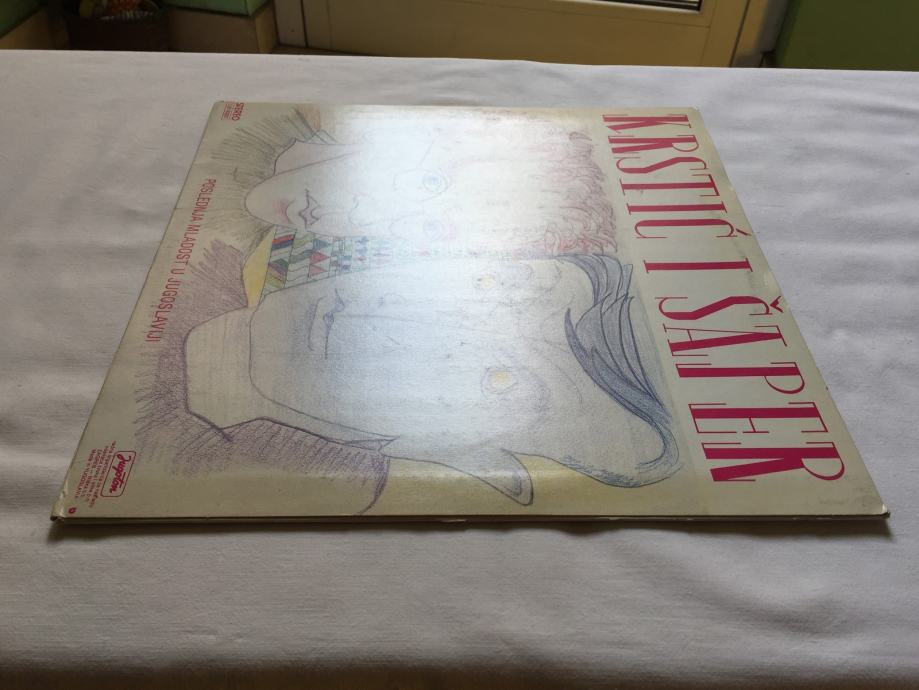 KRSTIĆ I ŠAPER
STEREO
POSLEDNJA MLADOST U JUGOSLAVIJI
Jugoton